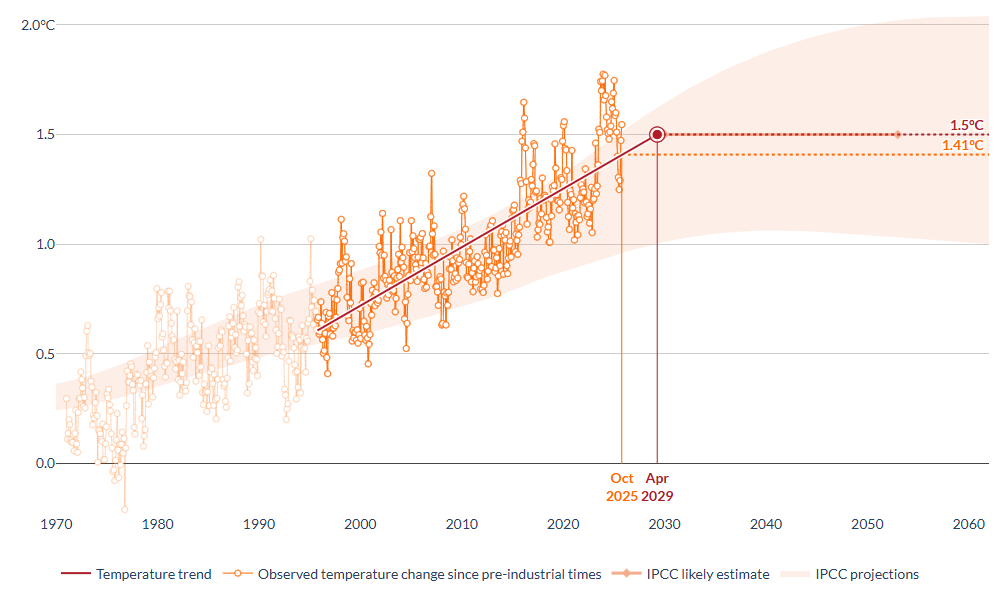 2.0°C
1.5
1.5°C
1.41°C
1.0
0.5
0.0
Oct Apr
2025 2029
1970 1980 1990 2000 2010 2020 2030 2040 2050 2060
Temperature trend Observed temperature change since pre-industrial times IPCC likely estimate IPCC projections